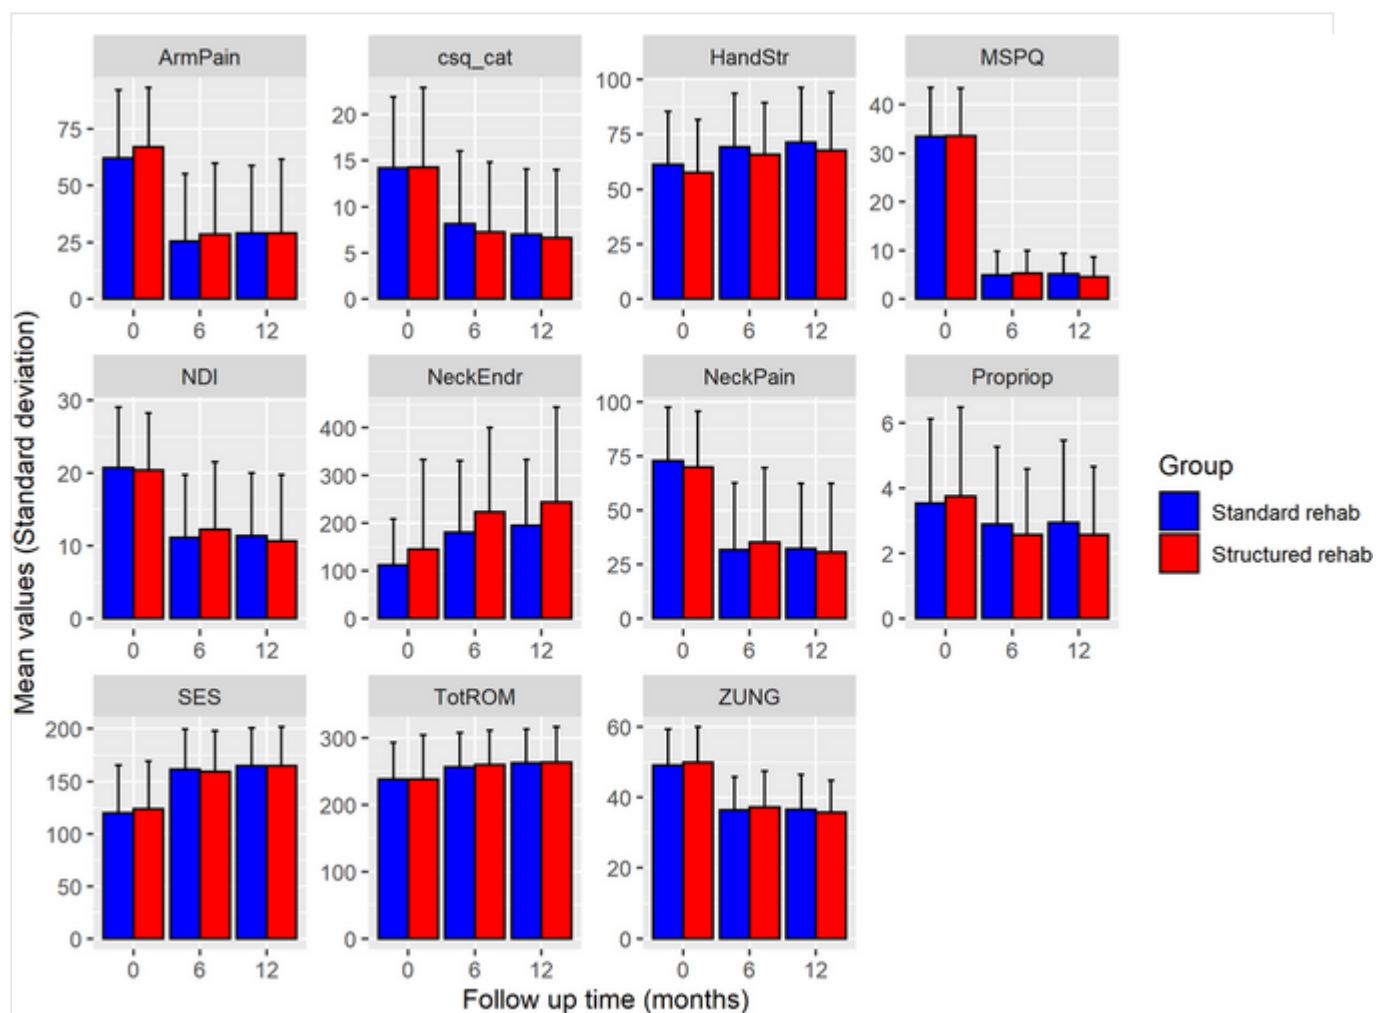 ArmPain
csq_cat
HandStr
MSPQ
75
50
25
0
20
15
10
5
0
100
75
50
25
0
40
30
20
10
0
0 6 12
0 6 12
0 6 12
0 6 12
Mean values (Standard deviation)
NDI
NeckEndr
NeckPain
Propriop
30
20
10
0
400
300
200
100
0
100
75
50
25
0
6
4
2
0
0 6 12
0 6 12
0 6 12
0 6 12
Group
Standard rehab
Structured rehab
SES
TotROM
ZUNG
200
150
100
50
0
300
200
100
0
60
40
20
0
0 6 12
0 6 12
0 6 12
Follow up time (months)